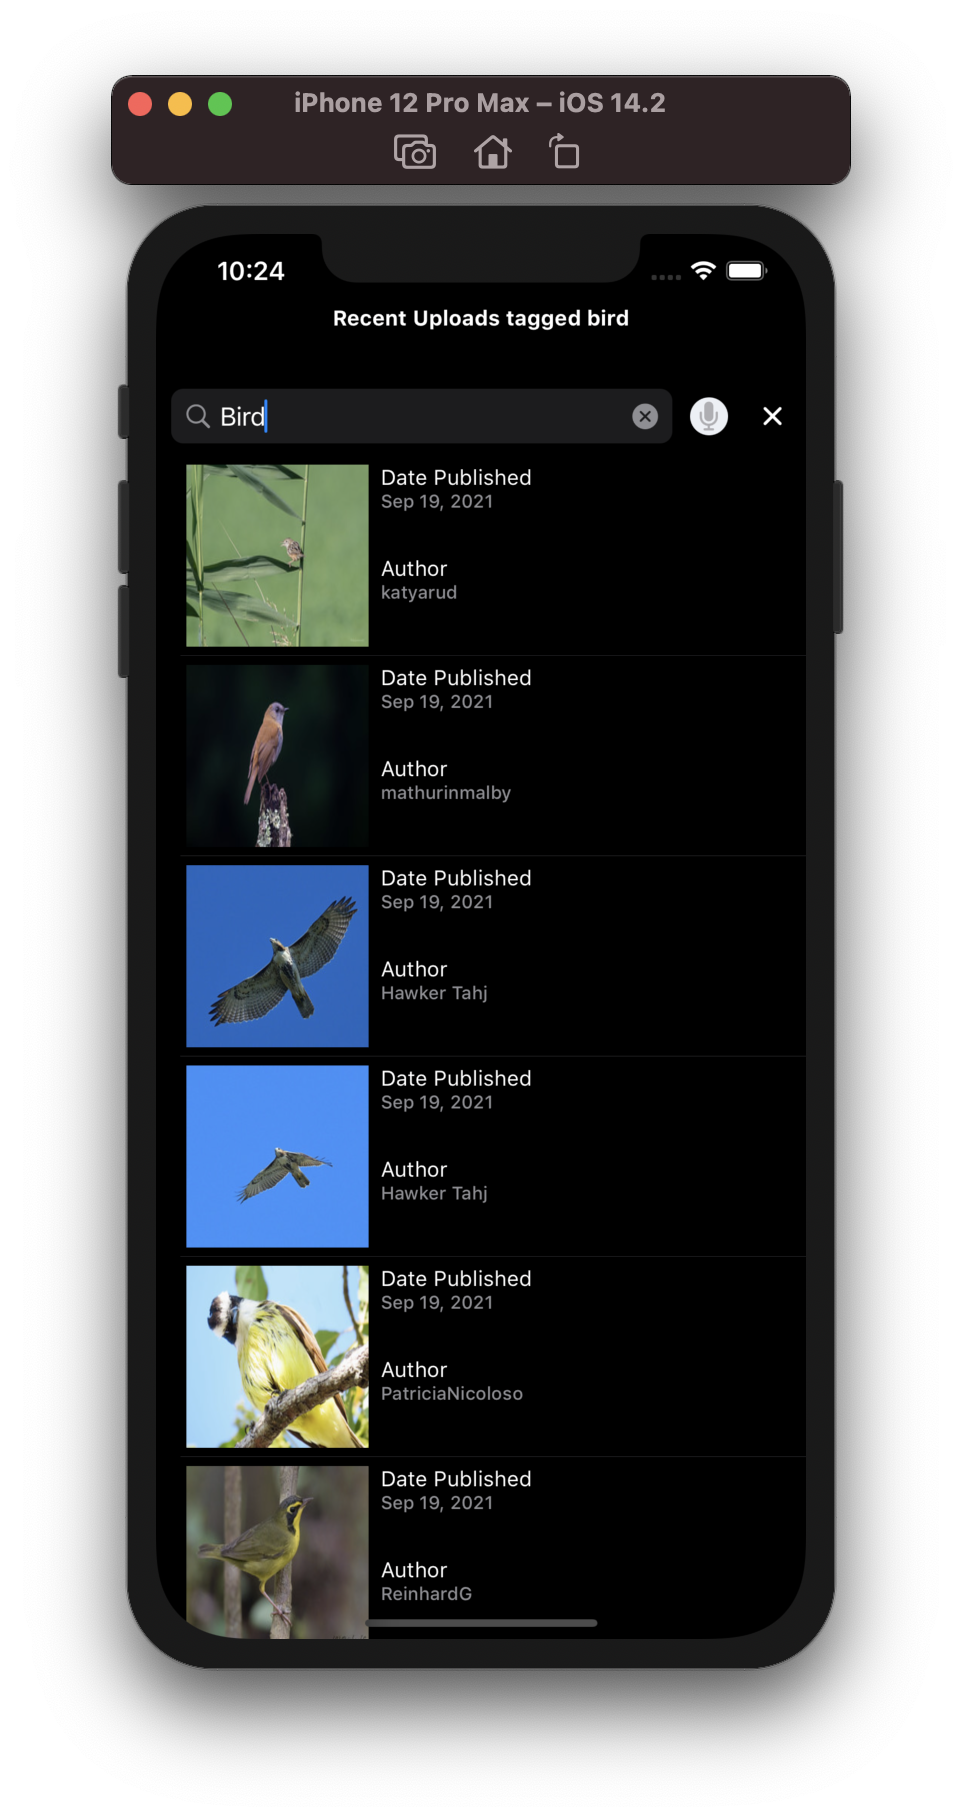 iPhone 12 Pro Max – iOS 14.2
10:24
Recent Uploads tagged bird
Bird
Date Published
Sep 19, 2021
Author
katyarud
Date Published
Sep 19, 2021
Author
mathurinmalby
Date Published
Sep 19, 2021
Author
Hawker Tahj
Date Published
Sep 19, 2021
Author
Hawker Tahj
Date Published
Sep 19, 2021
Author
PatriciaNicoloso
Date Published
Sep 19, 2021
Author
ReinhardG